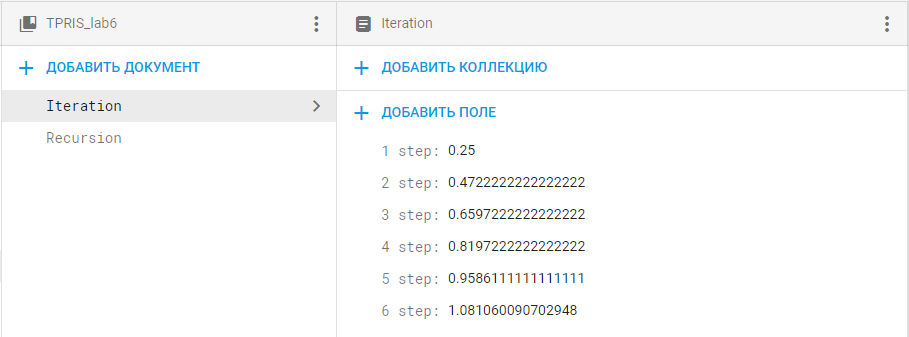 TPRIS_lab6
Iteration
ДОБАВИТЬ ДОКУМЕНТ
ДОБАВИТЬ КОЛЛЕКЦИЮ
Iteration
ДОБАВИТЬ ПОЛЕ
Recursion
1 step: 0.25
2 step: 0.4722222222222222
3 step: 0.6597222222222222
4 step: 0.8197222222222222
5 step: 0.9586111111111111
6 step: 1.081060090702948